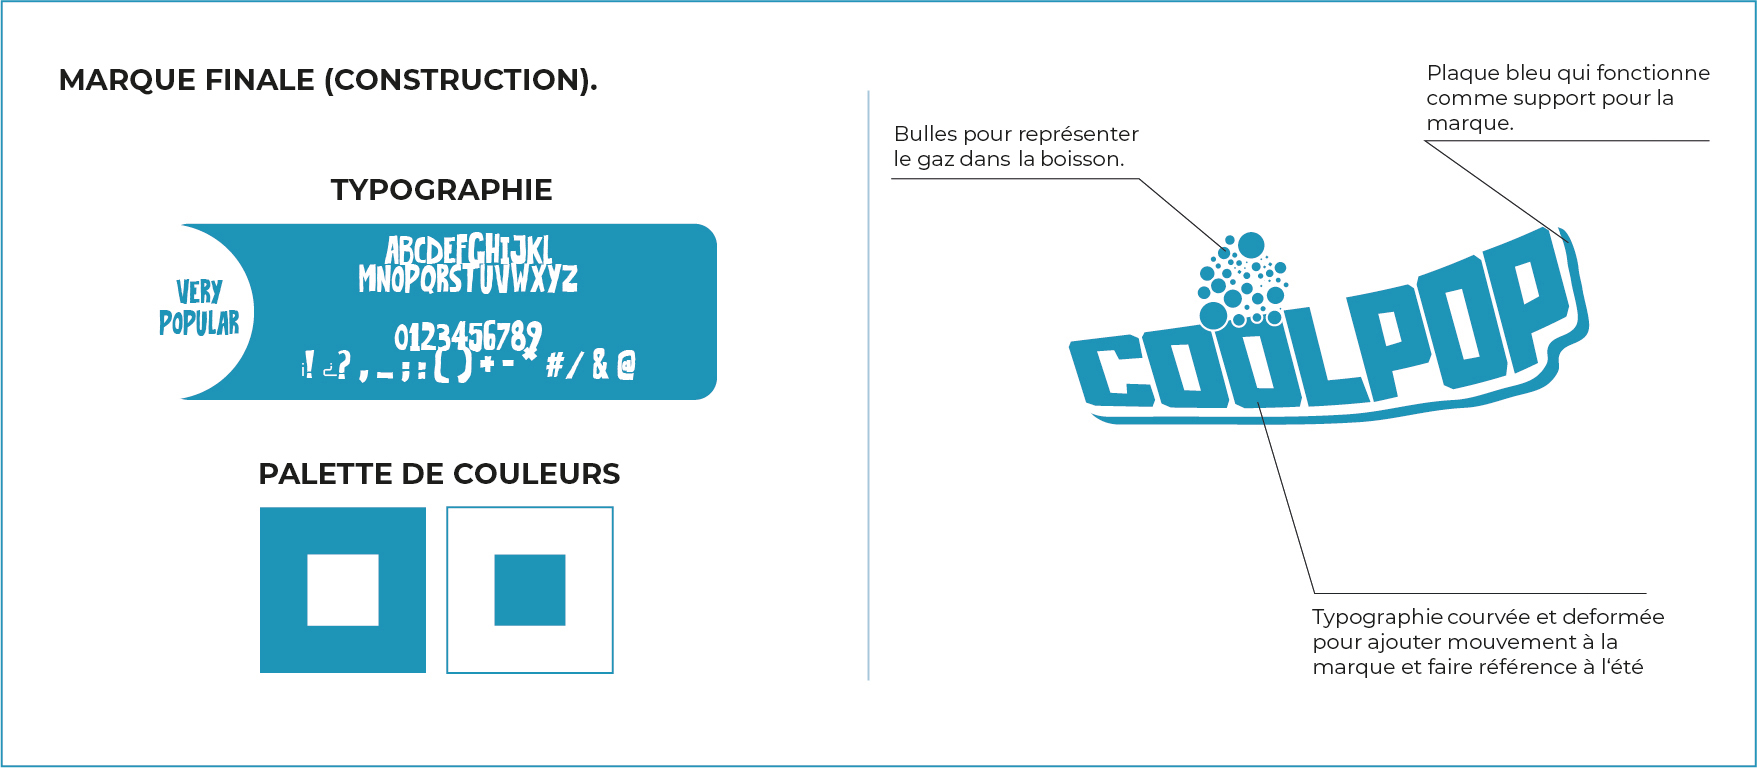 MARQUE FINALE (CONSTRUCTION).
TYPOGRAPHIE
VERY
POPULAR
ABCDEFGHIJKL
MNOPQRSTUVWXYZ
0123456789
¡! ¿? , _ ; : ( ) + - * # / & @
PALETTE DE COULEURS
Bulles pour représenter
le gaz dans la boisson.
Plaque bleu qui fonctionne
comme support pour la
marque.
COOLPOP
Typographie courvée et deformée
pour ajouter mouvement à la
marque et faire référence à l‘été